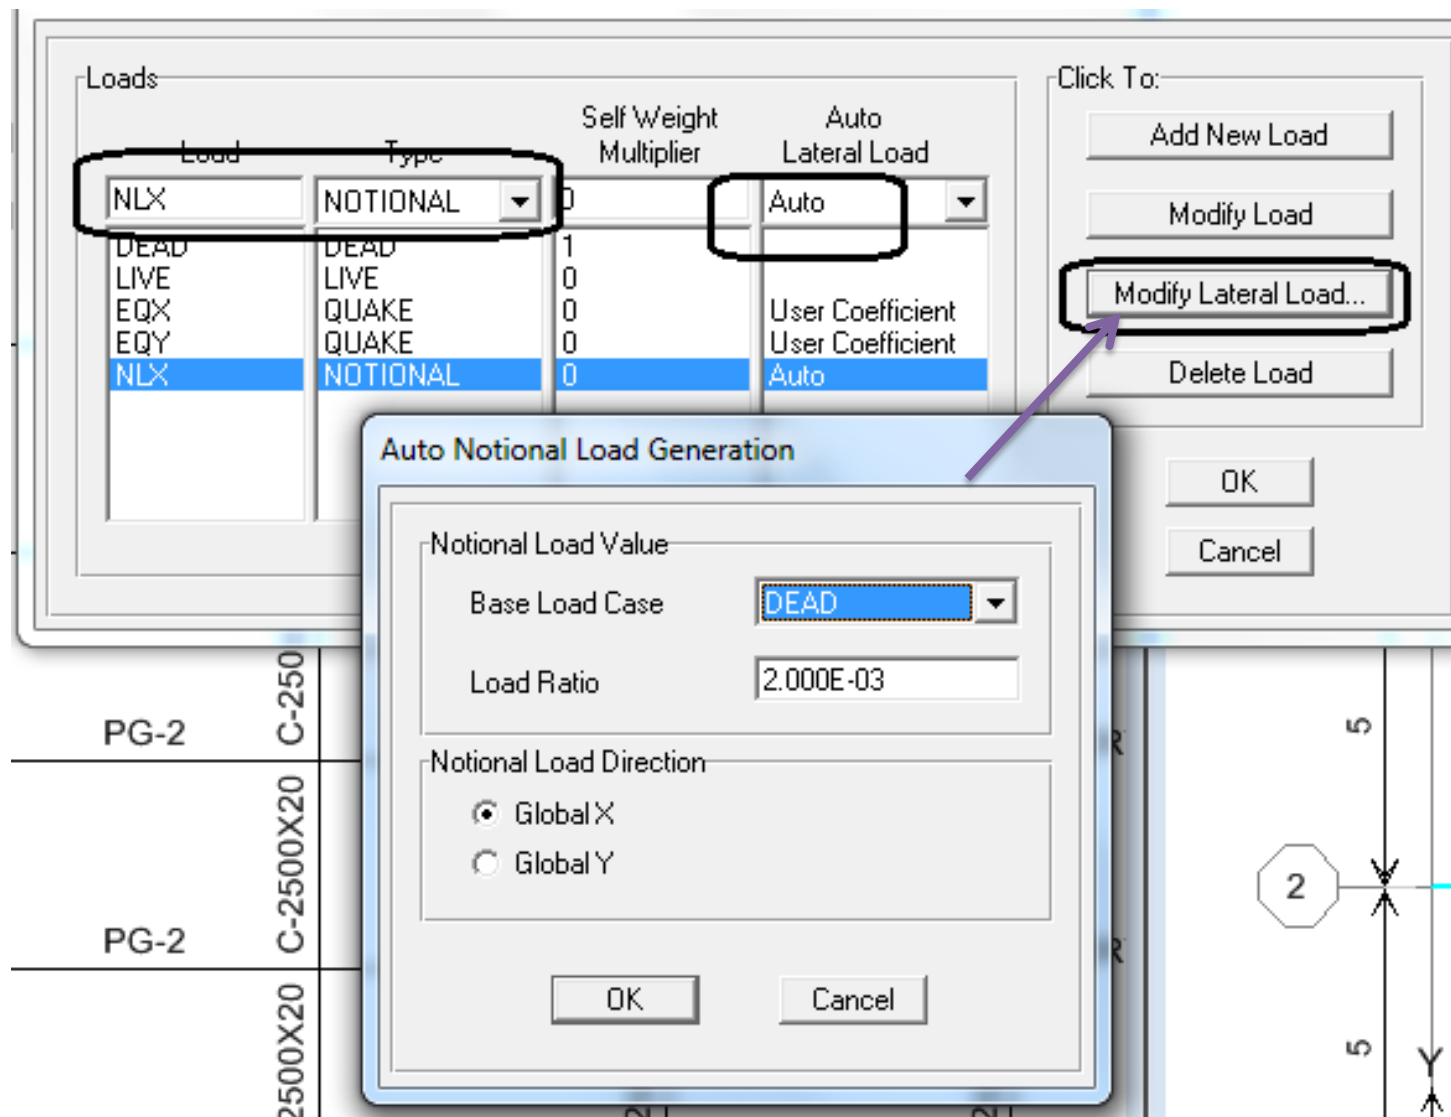 Loads
Click To:
Load Type Self Weight Multiplier Auto Lateral Load
NLX NOTIONAL 0 Auto
DEAD DEAD 1
LIVE LIVE 0
EQX QUAKE 0 User Coefficient
EQY QUAKE 0 User Coefficient
NLX NOTIONAL 0 Auto
Add New Load
Modify Load
Modify Lateral Load...
Delete Load
OK
Cancel
Auto Notional Load Generation
Notional Load Value
Base Load Case DEAD
Load Ratio 2.000E-03
Notional Load Direction
Global X
Global Y
OK Cancel
PG-2
C-250
PG-2
C-2500X20
2500X20
5
2
5
Y